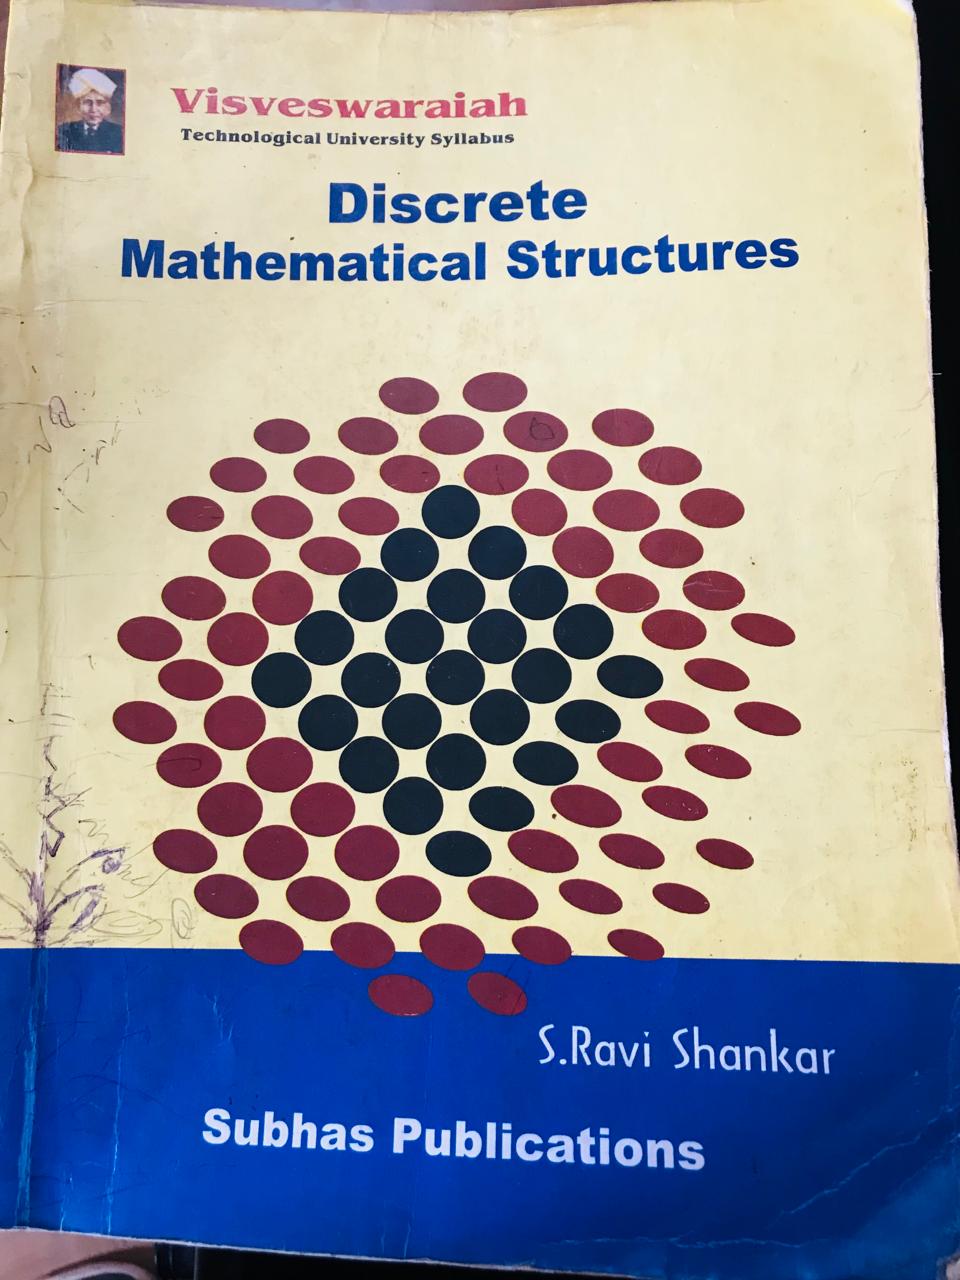 Visveswaraiah
Technological University Syllabus
Discrete
Mathematical Structures
S.Ravi Shankar
Subhas Publications